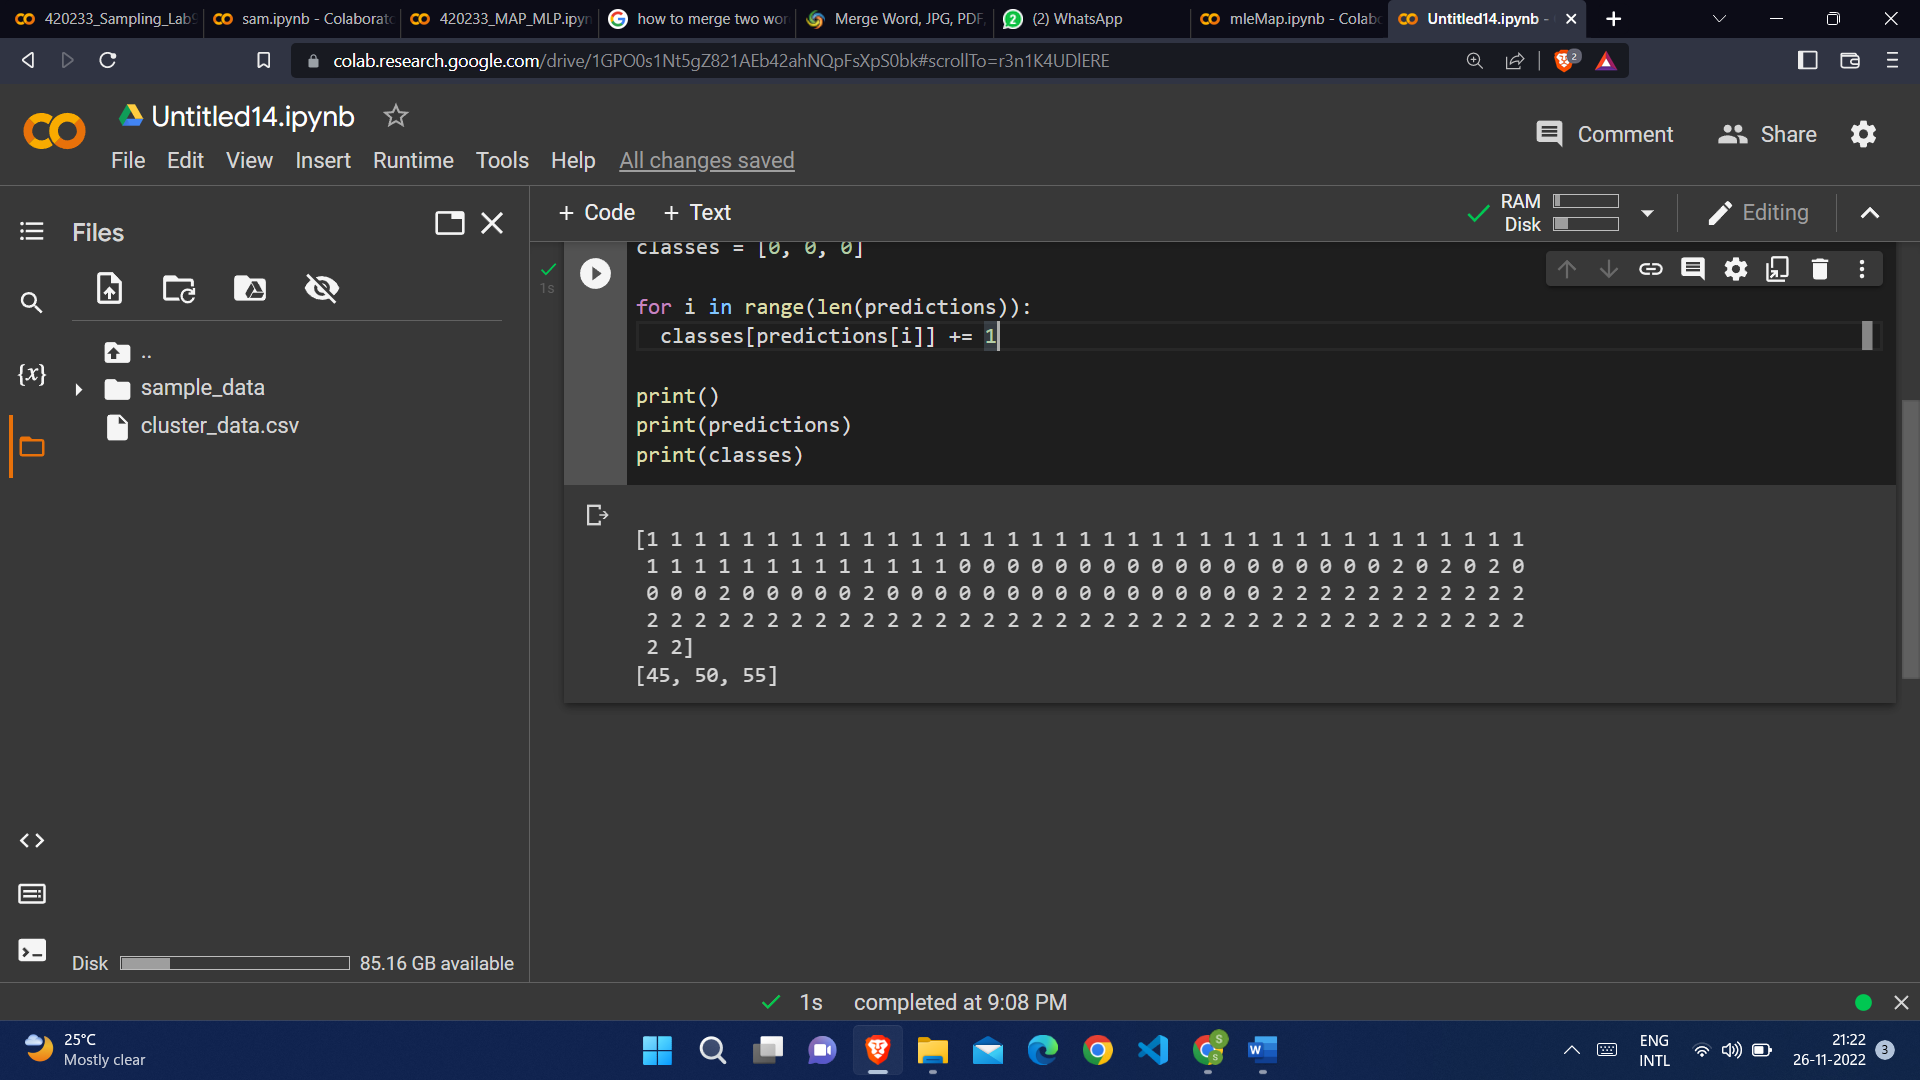 420233_Sampling_Lab9
sam.ipynb - Colaborato
420233_MAP_MLP.ipyn
how to merge two wor
Merge Word, JPG, PDF,
(2) WhatsApp
mleMap.ipynb - Colab
Untitled14.ipynb -
colab.research.google.com/drive/1GPO0s1Nt5gZ821AEb42ahNQpFsXpS0bk#scrollTo=r3n1K4UDlERE
2
Untitled14.ipynb
File Edit View Insert Runtime Tools Help All changes saved
Comment
Share
Files
+ Code + Text
RAM
Disk
Editing
..
sample_data
cluster_data.csv
{x}
1s
classes = [0, 0, 0]
for i in range(len(predictions)):
classes[predictions[i]] += 1
print()
print(predictions)
print(classes)
[1 1 1 1 1 1 1 1 1 1 1 1 1 1 1 1 1 1 1 1 1 1 1 1 1 1 1 1 1 1 1 1 1 1 1 1 1
1 1 1 1 1 1 1 1 1 1 1 1 1 0 0 0 0 0 0 0 0 0 0 0 0 0 0 0 0 0 0 2 0 2 0 2 0
0 0 0 2 0 0 0 0 0 2 0 0 0 0 0 0 0 0 0 0 0 0 0 0 0 0 2 2 2 2 2 2 2 2 2 2 2
2 2 2 2 2 2 2 2 2 2 2 2 2 2 2 2 2 2 2 2 2 2 2 2 2 2 2 2 2 2 2 2 2 2 2 2 2
2 2]
[45, 50, 55]
Disk
85.16 GB available
1s completed at 9:08 PM
25°C
Mostly clear
ENG
INTL
21:22
26-11-2022
3